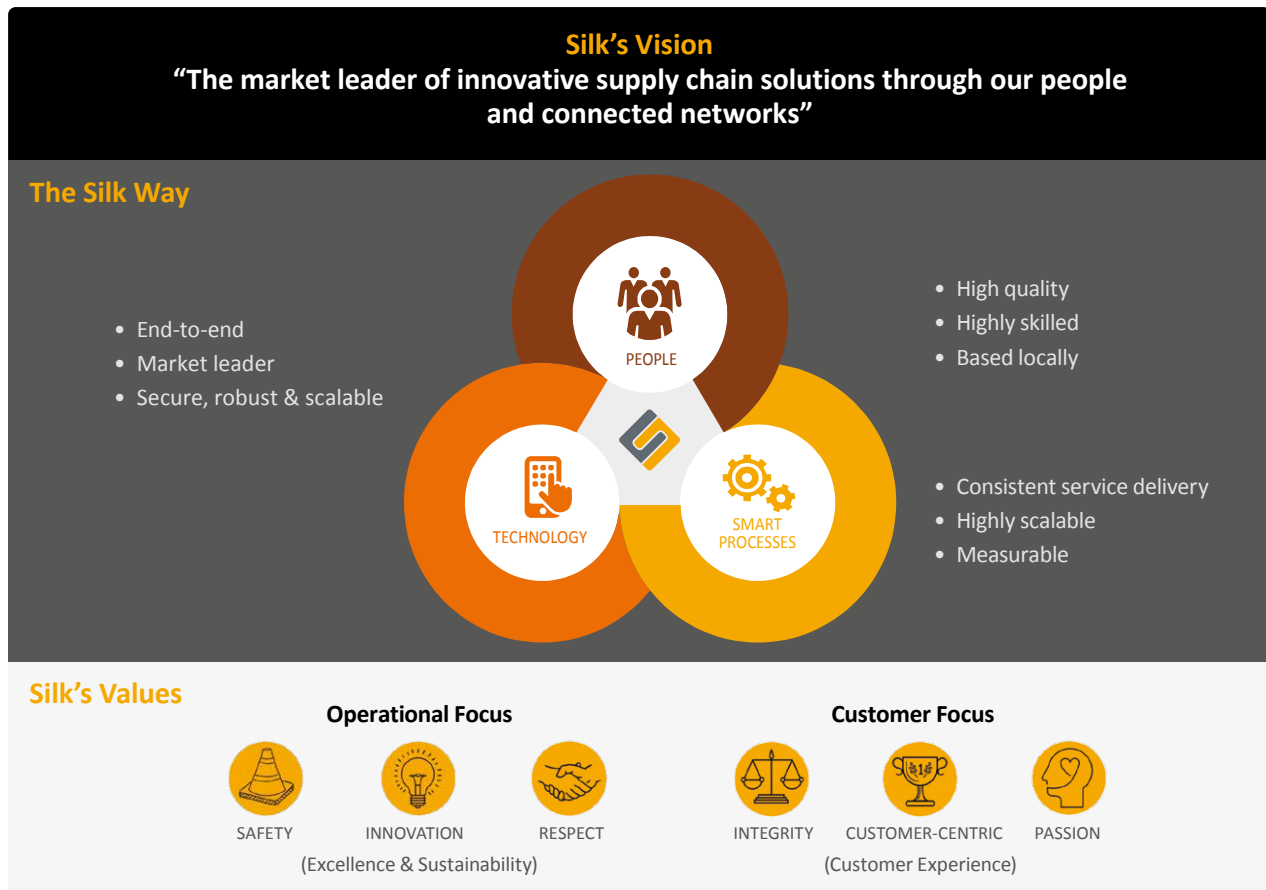 Silk’s Vision
“The market leader of innovative supply chain solutions through our people
and connected networks”
The Silk Way
• End-to-end
• Market leader
• Secure, robust & scalable
PEOPLE
• High quality
• Highly skilled
• Based locally
TECHNOLOGY
SMART
PROCESSES
• Consistent service delivery
• Highly scalable
• Measurable
Silk’s Values
Operational Focus
SAFETY
INNOVATION
RESPECT
(Excellence & Sustainability)
Customer Focus
1
INTEGRITY
CUSTOMER-CENTRIC
PASSION
(Customer Experience)